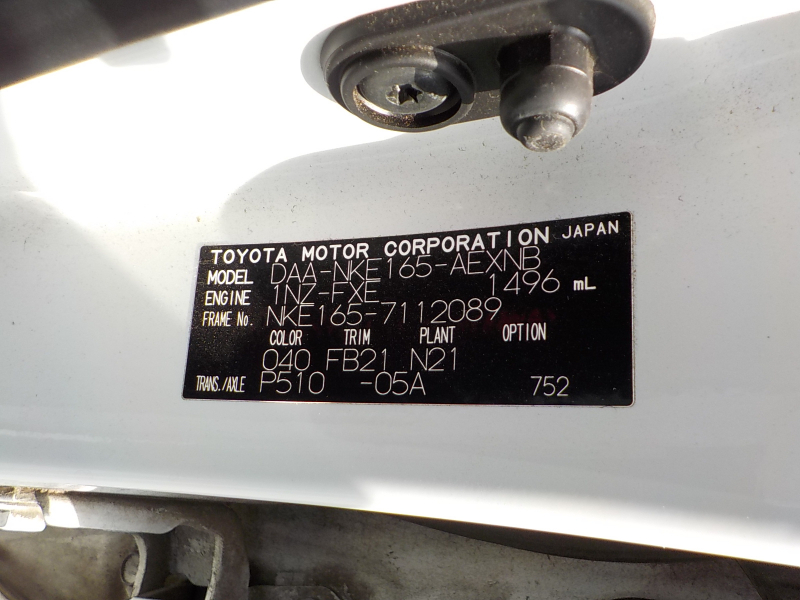 TOYOTA MOTOR CORPORATION JAPAN
MODEL DAA-NKE165-AEXNB
ENGINE 1NZ-FXE 1496 mL
FRAME No. NKE165-7112089
COLOR TRIM PLANT OPTION
040 FB21 N21
TRANS./AXLE P510 -05A 752